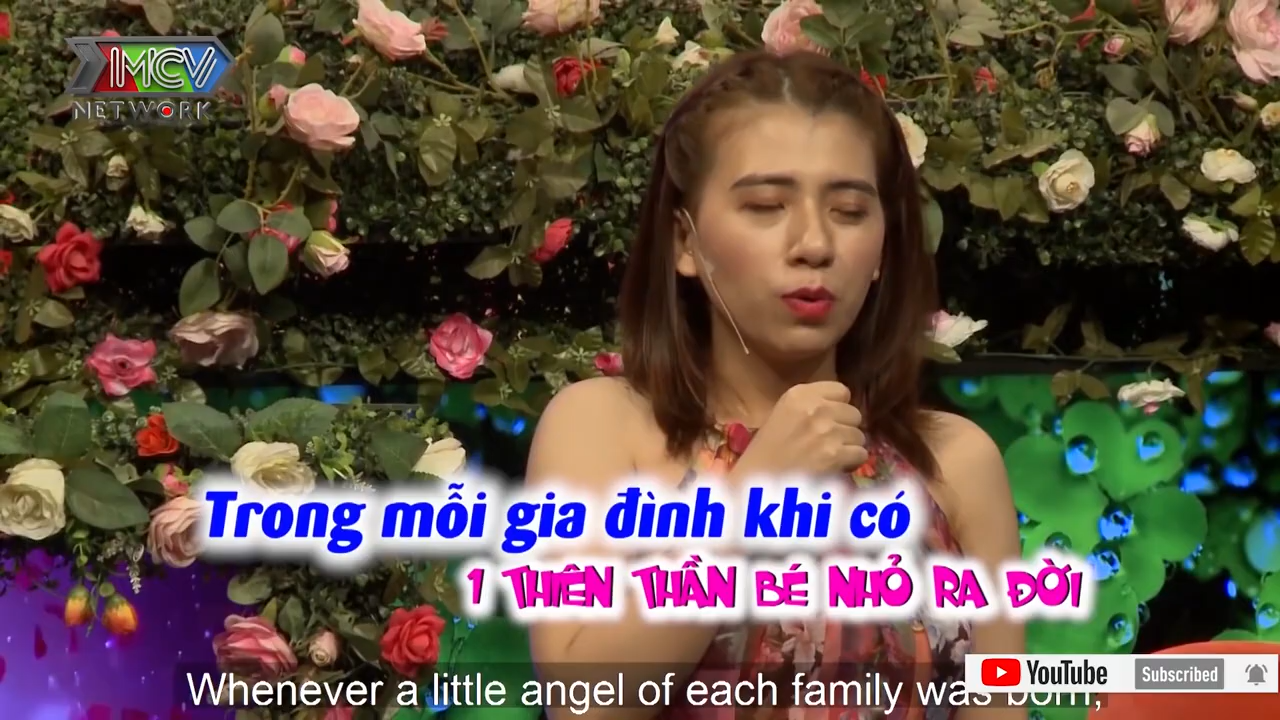 MCV
NETWORK
Trong mỗi gia đình khi có
1 THIÊN THẦN BÉ NHỎ RA ĐỜI
YouTube
Subscribed
Whenever a little angel of each family was born,